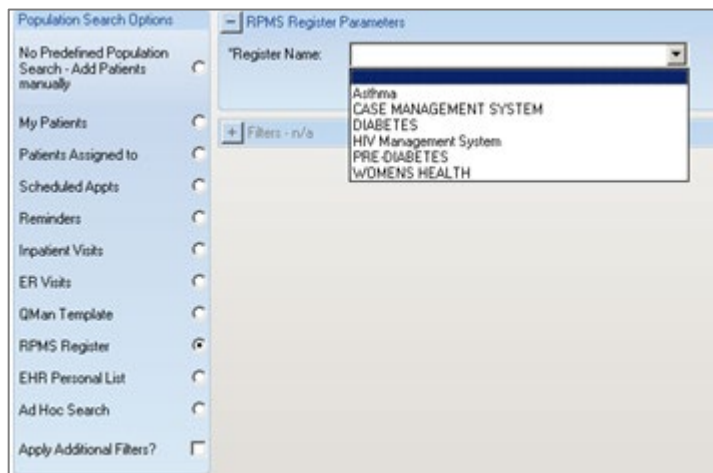 Population Search Options
No Predefined Population
Search - Add Patients
manually
My Patients
Patients Assigned to
Scheduled Appts
Reminders
Inpatient Visits
ER Visits
QMan Template
RPMS Register
EHR Personal List
Ad Hoc Search
Apply Additional Filters?
RPMS Register Parameters
*Register Name:
Asthma
CASE MANAGEMENT SYSTEM
DIABETES
HIV Management System
PRE-DIABETES
WOMENS HEALTH
Filters - n/a